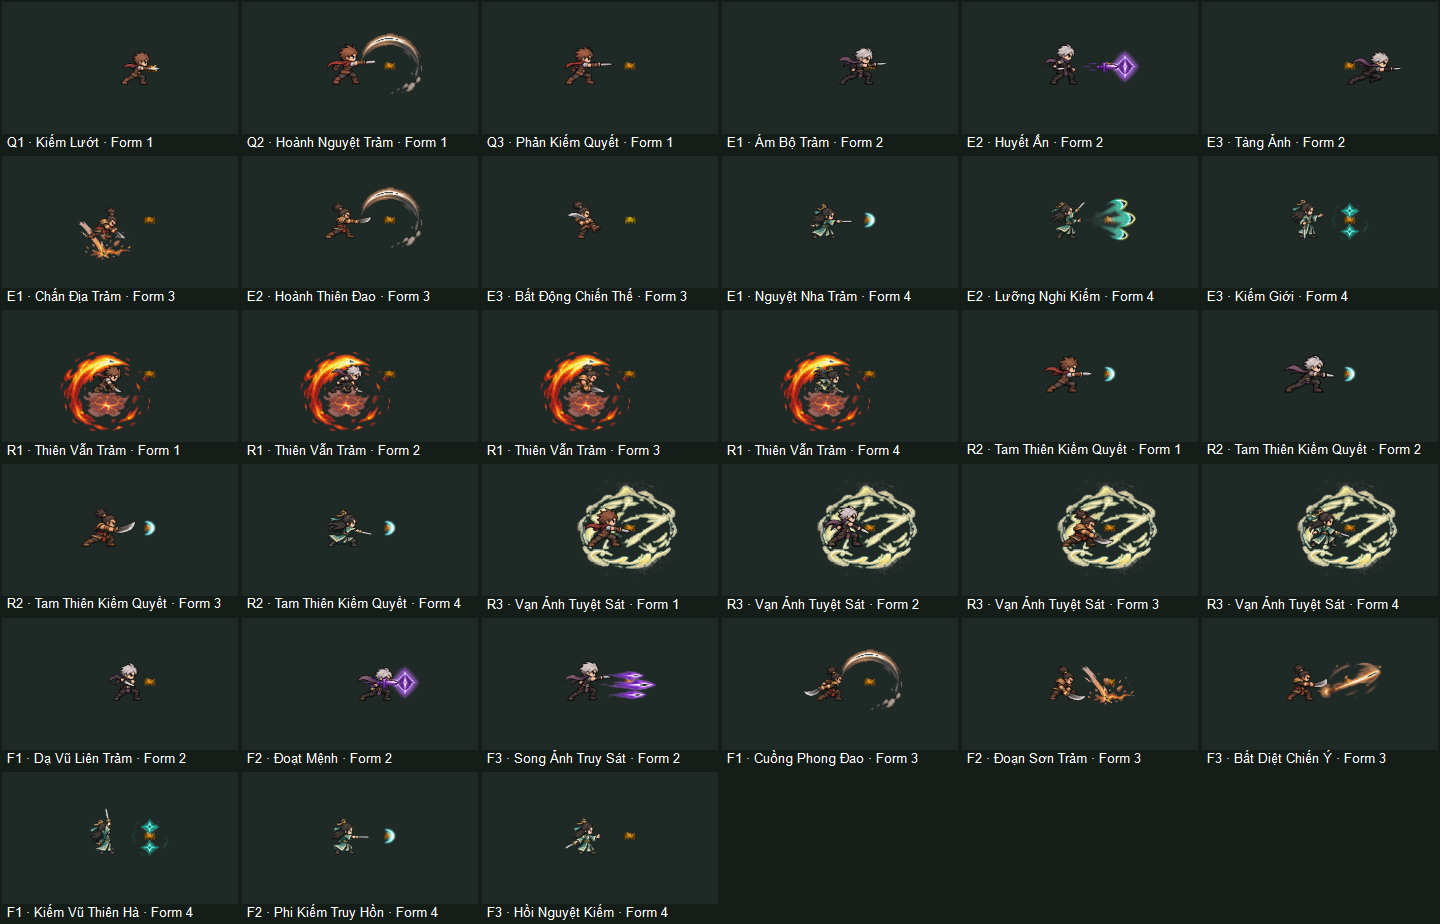 Q1 · Kiếm Lướt · Form 1
Q2 · Hoành Nguyệt Trảm · Form 1
Q3 · Phản Kiếm Quyết · Form 1
E1 · Ám Bộ Trảm · Form 2
E2 · Huyết Ấn · Form 2
E3 · Tàng Ảnh · Form 2
E1 · Chấn Địa Trảm · Form 3
E2 · Hoành Thiên Đao · Form 3
E3 · Bất Động Chiến Thế · Form 3
E1 · Nguyệt Nha Trảm · Form 4
E2 · Lưỡng Nghi Kiếm · Form 4
E3 · Kiếm Giới · Form 4
R1 · Thiên Vẫn Trảm · Form 1
R1 · Thiên Vẫn Trảm · Form 2
R1 · Thiên Vẫn Trảm · Form 3
R1 · Thiên Vẫn Trảm · Form 4
R2 · Tam Thiên Kiếm Quyết · Form 1
R2 · Tam Thiên Kiếm Quyết · Form 2
R2 · Tam Thiên Kiếm Quyết · Form 3
R2 · Tam Thiên Kiếm Quyết · Form 4
R3 · Vạn Ảnh Tuyệt Sát · Form 1
R3 · Vạn Ảnh Tuyệt Sát · Form 2
R3 · Vạn Ảnh Tuyệt Sát · Form 3
R3 · Vạn Ảnh Tuyệt Sát · Form 4
F1 · Dạ Vũ Liên Trảm · Form 2
F2 · Đoạt Mệnh · Form 2
F3 · Song Ảnh Truy Sát · Form 2
F1 · Cuồng Phong Đao · Form 3
F2 · Đoạn Sơn Trảm · Form 3
F3 · Bất Diệt Chiến Ý · Form 3
F1 · Kiếm Vũ Thiên Hà · Form 4
F2 · Phi Kiếm Truy Hồn · Form 4
F3 · Hồi Nguyệt Kiếm · Form 4